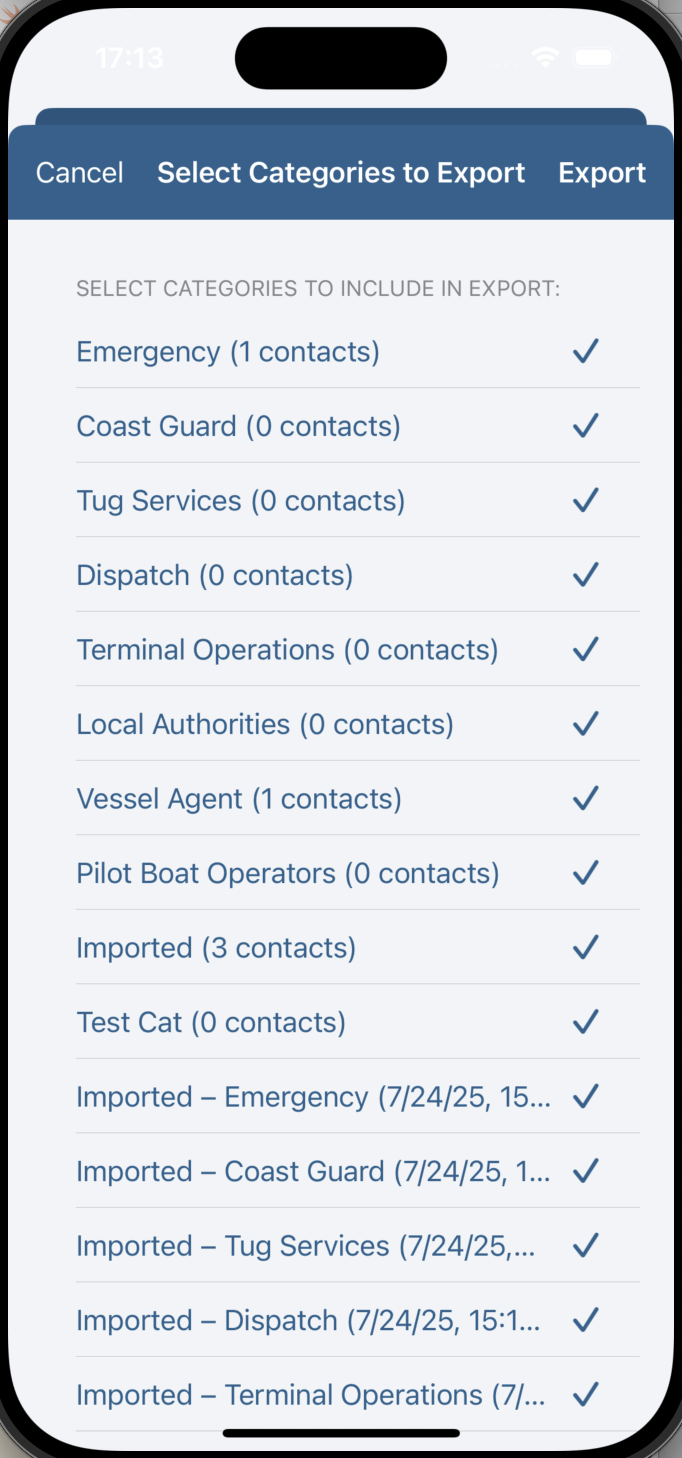 17:13
Cancel Select Categories to Export Export
SELECT CATEGORIES TO INCLUDE IN EXPORT:
Emergency (1 contacts)
Coast Guard (0 contacts)
Tug Services (0 contacts)
Dispatch (0 contacts)
Terminal Operations (0 contacts)
Local Authorities (0 contacts)
Vessel Agent (1 contacts)
Pilot Boat Operators (0 contacts)
Imported (3 contacts)
Test Cat (0 contacts)
Imported – Emergency (7/24/25, 15...
Imported – Coast Guard (7/24/25, 1...
Imported – Tug Services (7/24/25,...
Imported – Dispatch (7/24/25, 15:1...
Imported – Terminal Operations (7/...